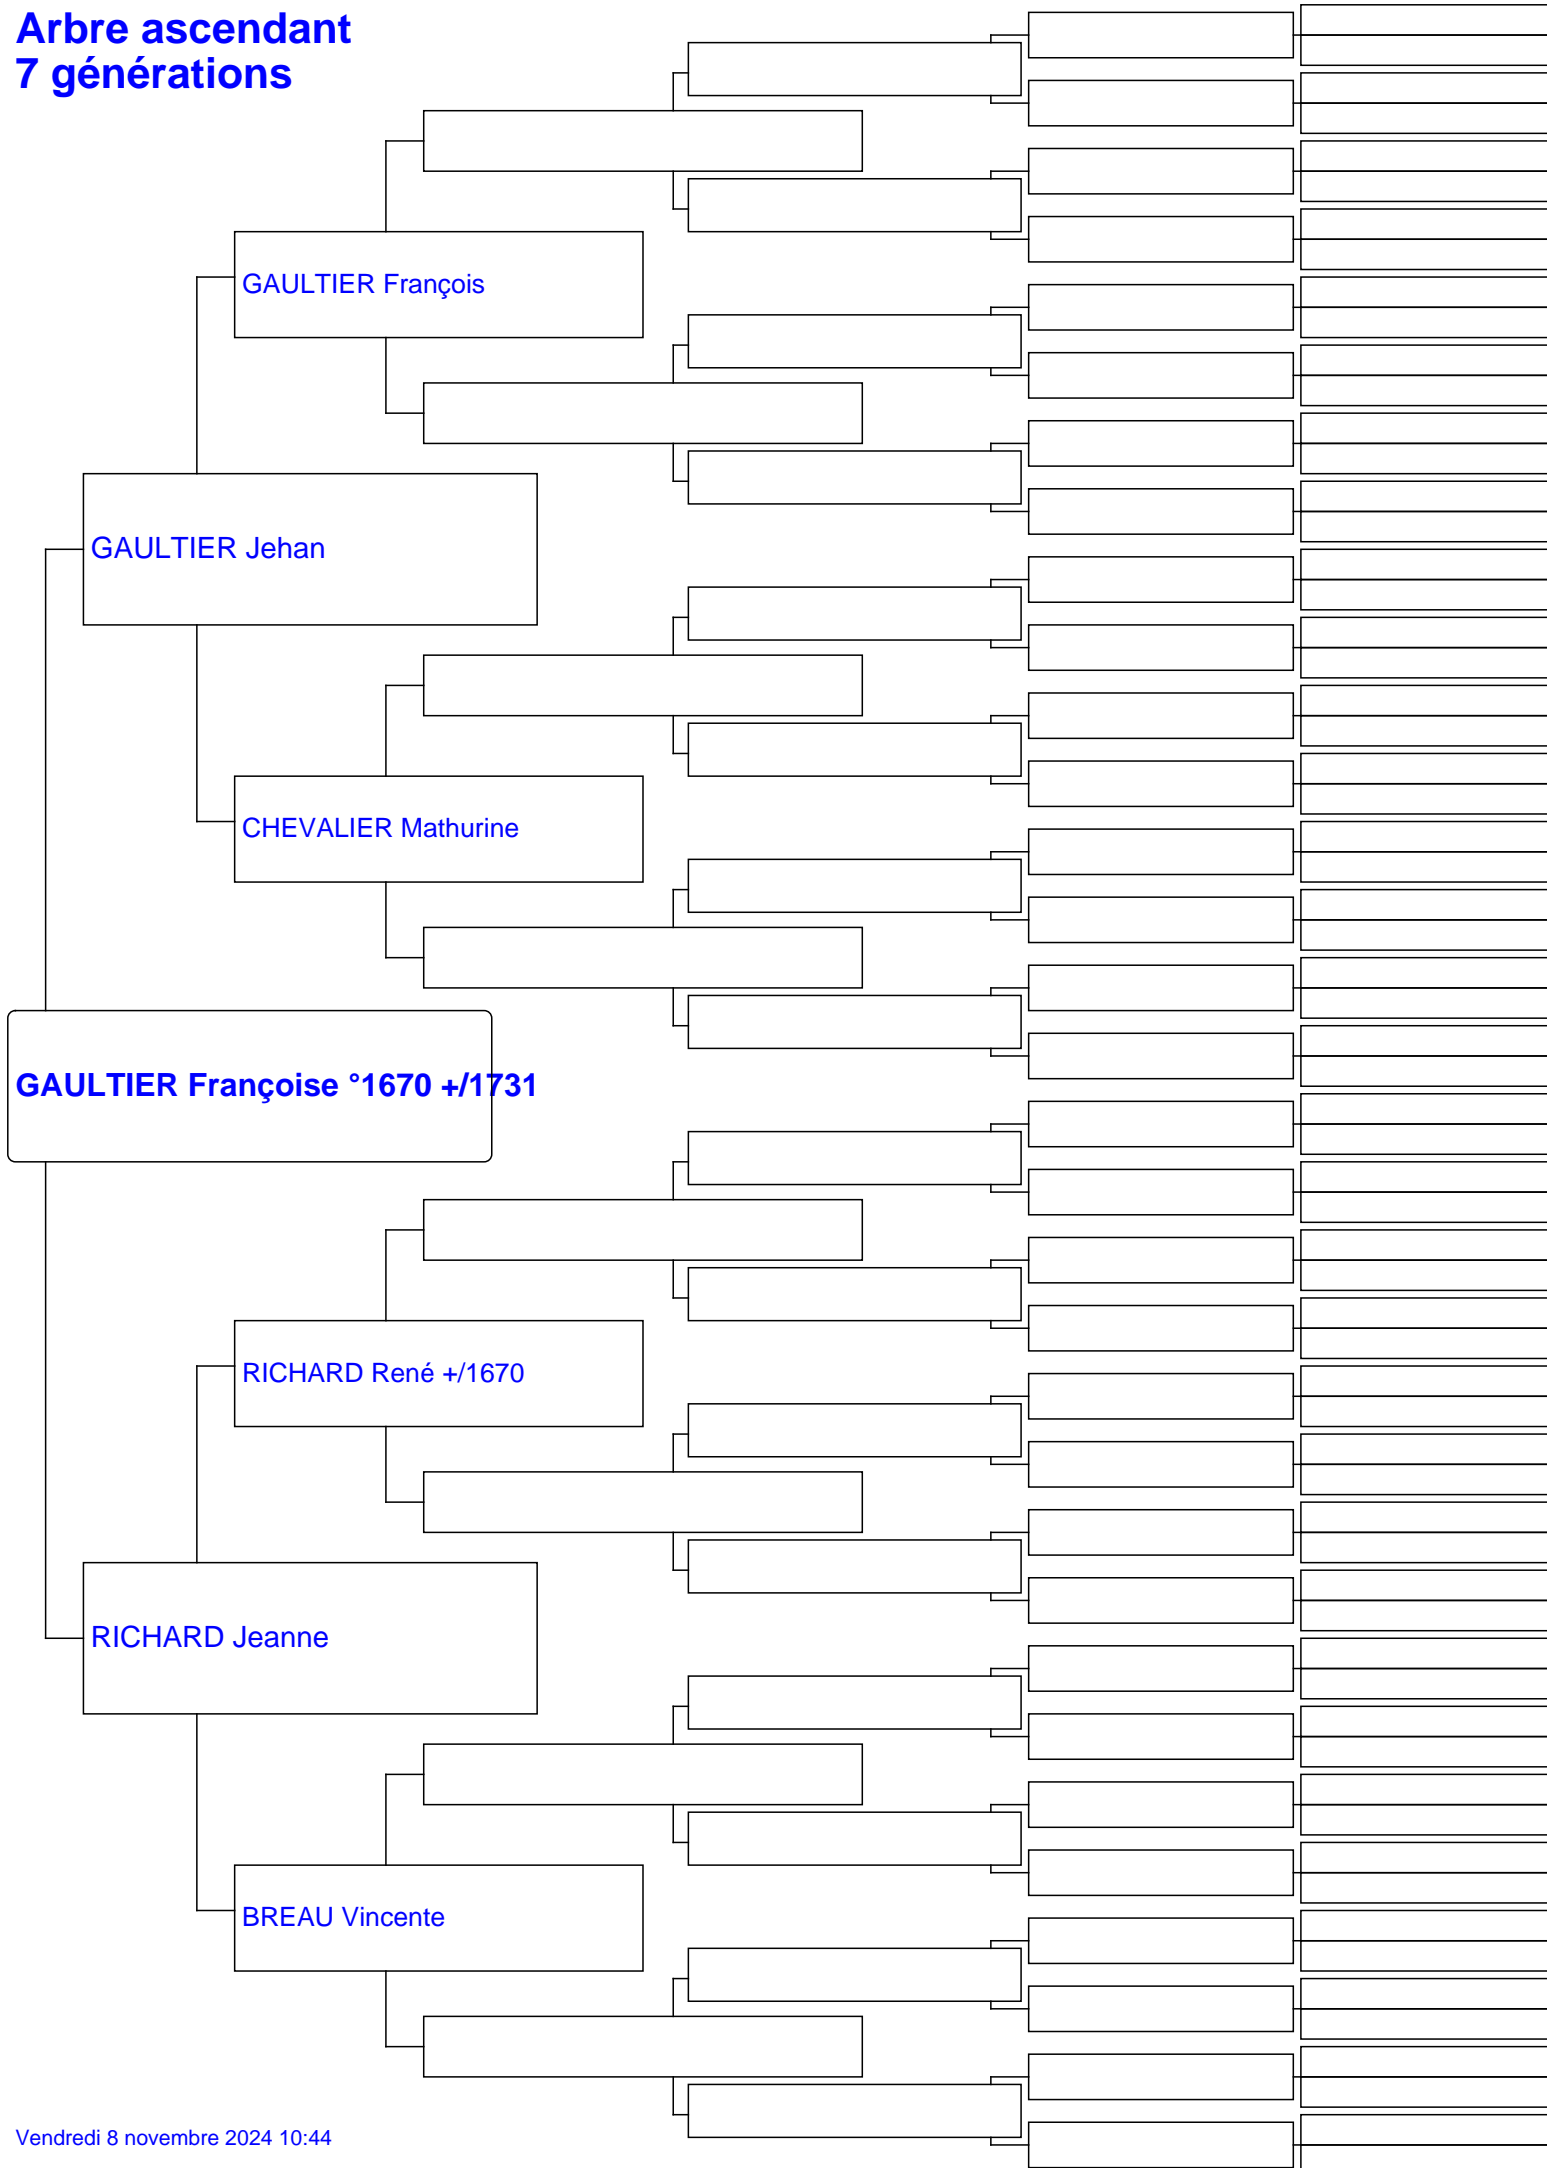 Arbre ascendant
7 générations
GAULTIER François
GAULTIER Jehan
CHEVALIER Mathurine
GAULTIER Françoise °1670 +/1731
RICHARD René +/1670
RICHARD Jeanne
BREAU Vincente
Vendredi 8 novembre 2024 10:44